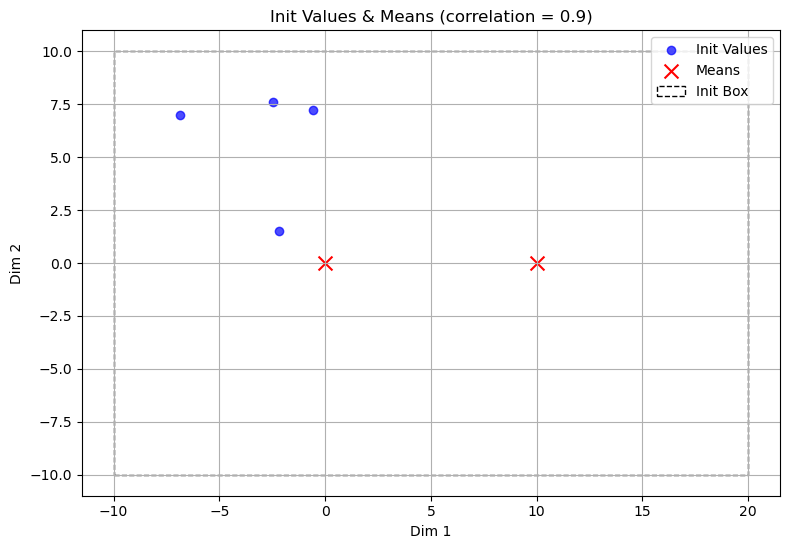 Init Values & Means (correlation = 0.9)
Init Values
Means
Init Box
10.0
7.5
5.0
2.5
0.0
−2.5
−5.0
−7.5
−10.0
Dim 2
−10
−5
0
5
10
15
20
Dim 1